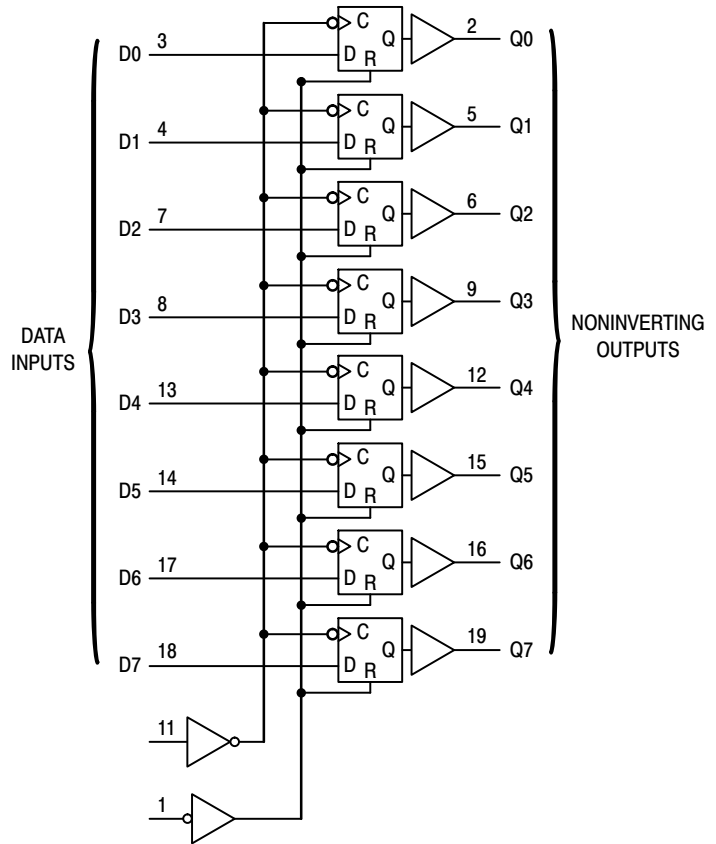 C
D
R
Q
2
Q0
D0
3
C
D
R
Q
5
Q1
D1
4
C
D
R
Q
6
Q2
D2
7
C
D
R
Q
9
Q3
D3
8
DATA
INPUTS
NONINVERTING
OUTPUTS
C
D
R
Q
12
Q4
D4
13
C
D
R
Q
15
Q5
D5
14
C
D
R
Q
16
Q6
D6
17
C
D
R
Q
19
Q7
D7
18
11
1